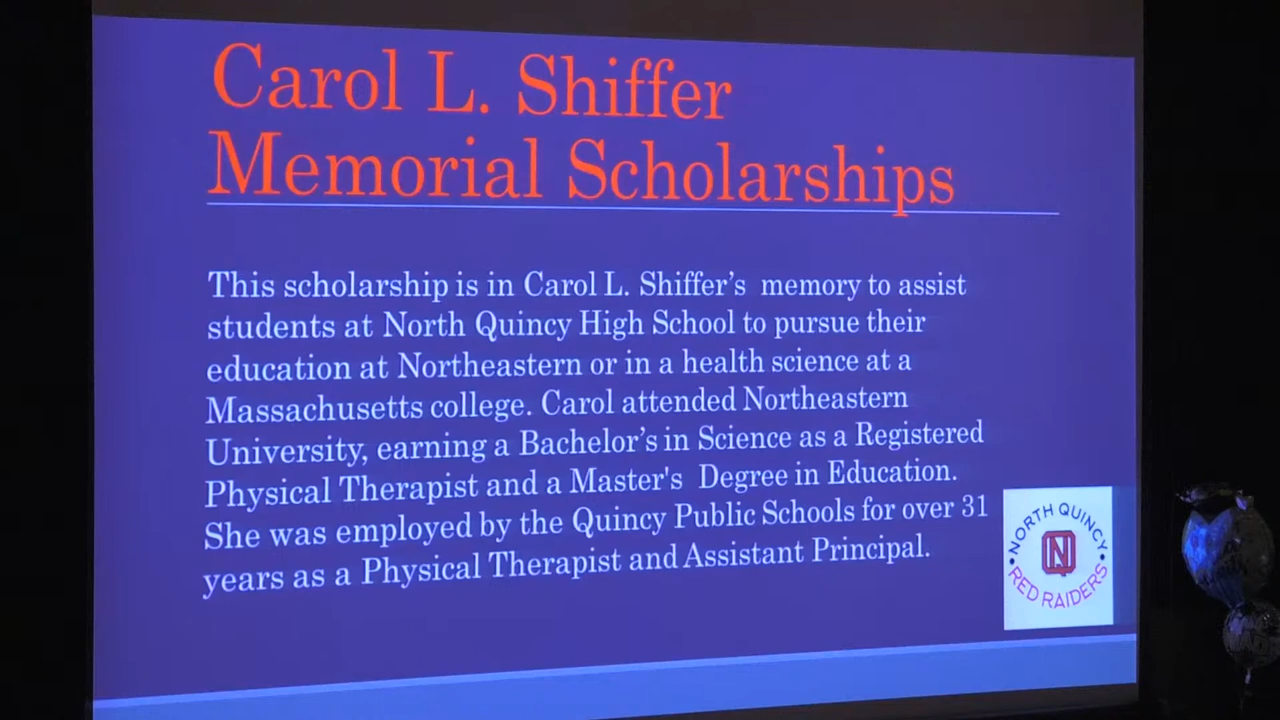 Carol L. Shiffer
Memorial Scholarships
This scholarship is in Carol L. Shiffer’s  memory to assist
students at North Quincy High School to pursue their
education at Northeastern or in a health science at a
Massachusetts college. Carol attended Northeastern
University, earning a Bachelor’s in Science as a Registered
Physical Therapist and a Master's  Degree in Education.
She was employed by the Quincy Public Schools for over 31
years as a Physical Therapist and Assistant Principal.
NORTH QUINCY
NQ
RED RAIDERS